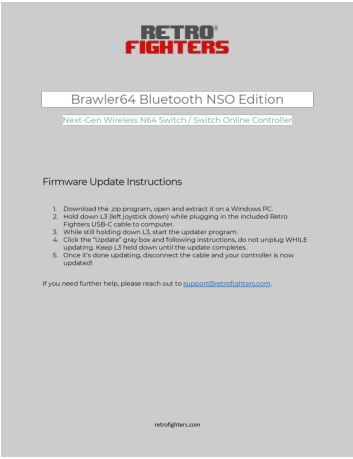 RETRO
FIGHTERS
Brawler64 Bluetooth NSO Edition
Next-Gen Wireless N64 Switch / Switch Online Controller
Firmware Update Instructions
1. Download the .zip program, open and extract it on a Windows PC.
2. Hold down L3 (left joystick down) while plugging in the included Retro
Fighters USB-C cable to computer.
3. While still holding down L3, start the updater program.
4. Click the “Update” gray box and following instructions, do not unplug WHILE
updating. Keep L3 held down until the update completes.
5. Once it’s done updating, disconnect the cable and your controller is now
updated!
If you need further help, please reach out to support@retrofighters.com.
retrofighters.com